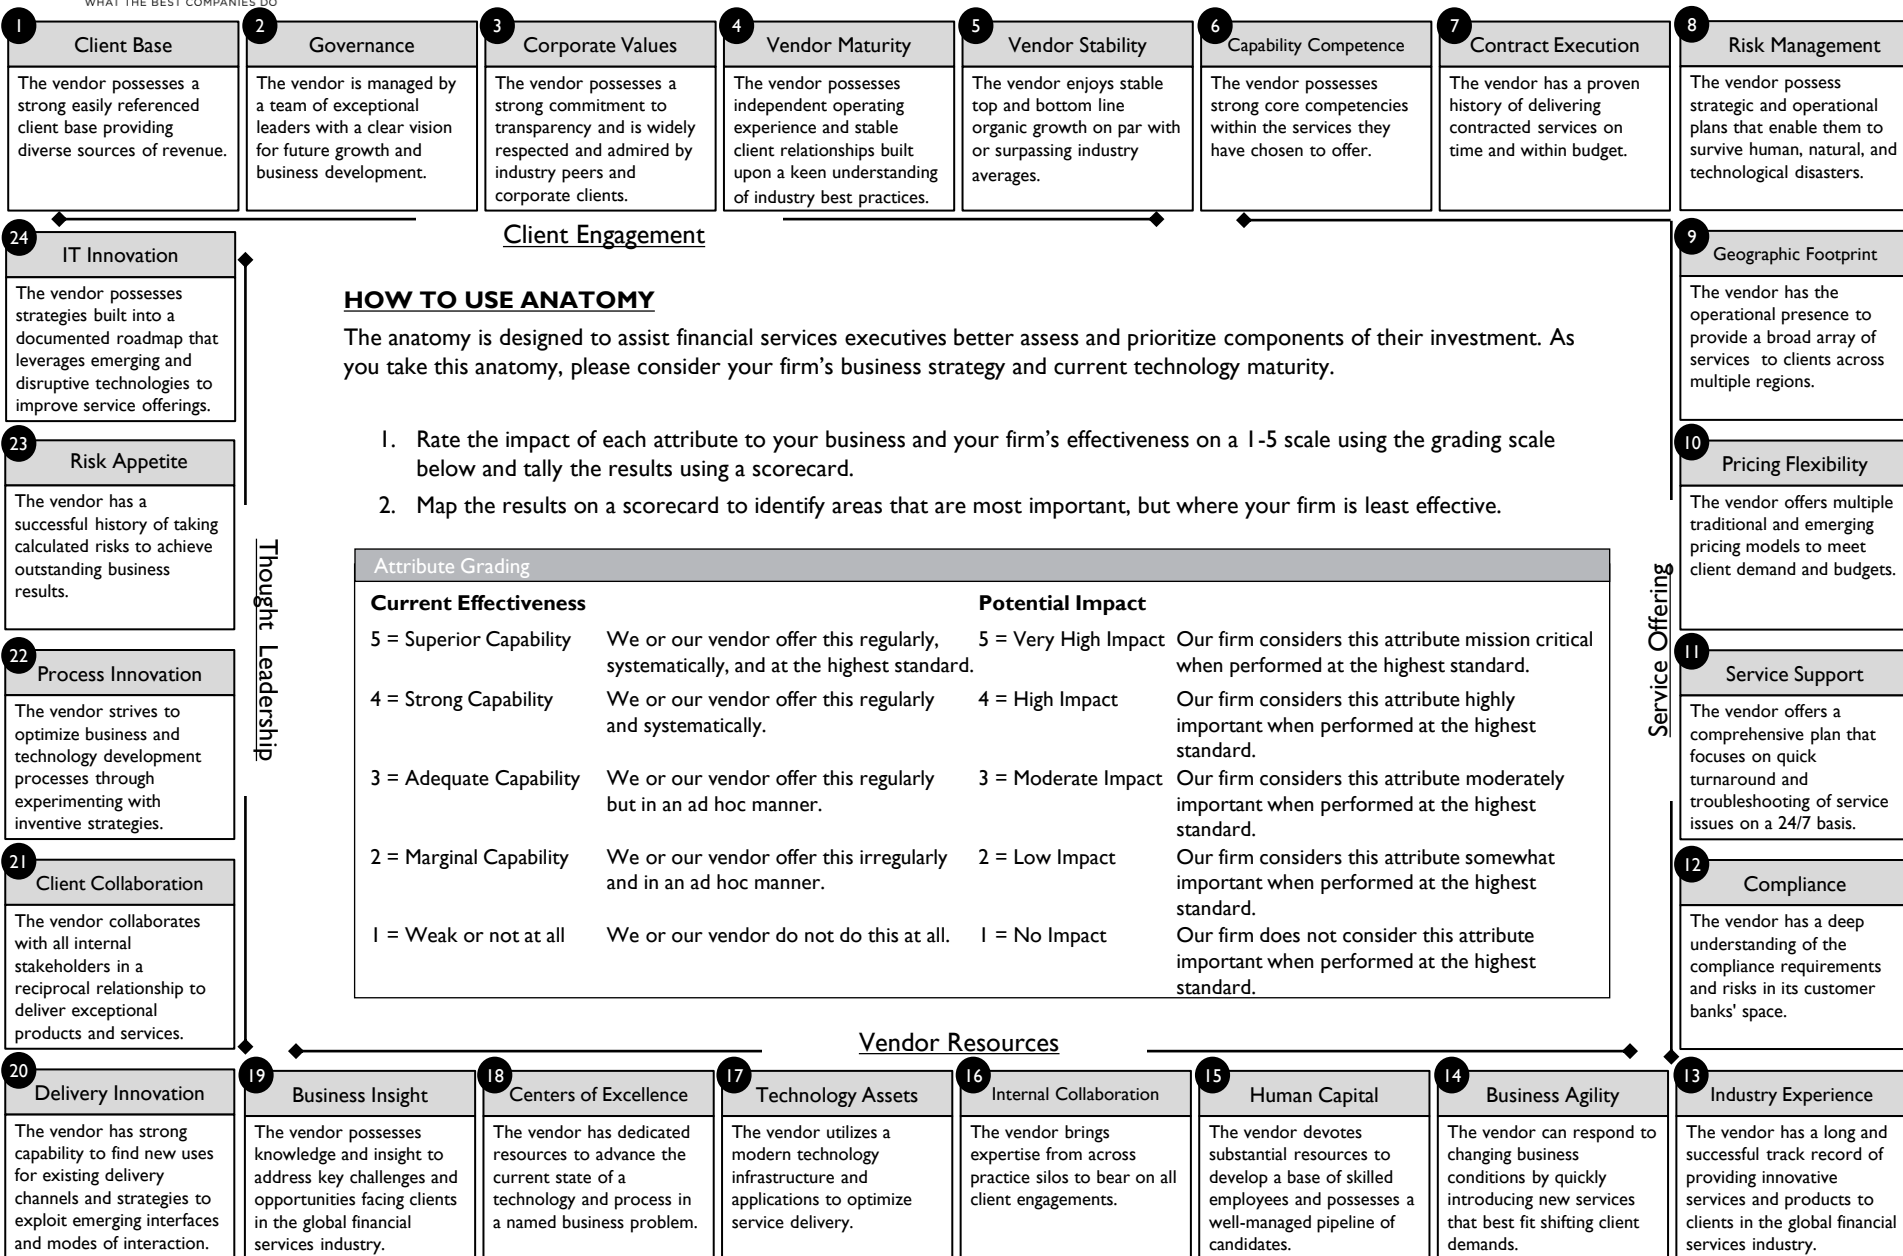 WHAT THE BEST COMPANIES DO
1
Client Base
The vendor possesses a
strong easily referenced
client base providing
diverse sources of revenue.
2
Governance
The vendor is managed by
a team of exceptional
leaders with a clear vision
for future growth and
business development.
3
Corporate Values
The vendor possesses a
strong commitment to
transparency and is widely
respected and admired by
industry peers and
corporate clients.
4
Vendor Maturity
The vendor possesses
independent operating
experience and stable
client relationships built
upon a keen understanding
of industry best practices.
5
Vendor Stability
The vendor enjoys stable
top and bottom line
organic growth on par with
or surpassing industry
averages.
6
Capability Competence
The vendor possesses
strong core competencies
within the services they
have chosen to offer.
7
Contract Execution
The vendor has a proven
history of delivering
contracted services on
time and within budget.
8
Risk Management
The vendor possess
strategic and operational
plans that enable them to
survive human, natural, and
technological disasters.
Client Engagement
24
IT Innovation
The vendor possesses
strategies built into a
documented roadmap that
leverages emerging and
disruptive technologies to
improve service offerings.
23
Risk Appetite
The vendor has a
successful history of taking
calculated risks to achieve
outstanding business
results.
22
Process Innovation
The vendor strives to
optimize business and
technology development
processes through
experimenting with
inventive strategies.
21
Client Collaboration
The vendor collaborates
with all internal
stakeholders in a
reciprocal relationship to
deliver exceptional
products and services.
Thought Leadership
HOW TO USE ANATOMY
The anatomy is designed to assist financial services executives better assess and prioritize components of their investment. As
you take this anatomy, please consider your firm's business strategy and current technology maturity.
1. Rate the impact of each attribute to your business and your firm's effectiveness on a 1-5 scale using the grading scale
below and tally the results using a scorecard.
2. Map the results on a scorecard to identify areas that are most important, but where your firm is least effective.
Attribute Grading
Current Effectiveness
5 = Superior Capability
We or our vendor offer this regularly,
systematically, and at the highest standard.
4 = Strong Capability
We or our vendor offer this regularly
and systematically.
3 = Adequate Capability
We or our vendor offer this regularly
but in an ad hoc manner.
2 = Marginal Capability
We or our vendor offer this irregularly
and in an ad hoc manner.
1 = Weak or not at all
We or our vendor do not do this at all.
Potential Impact
5 = Very High Impact
Our firm considers this attribute mission critical
when performed at the highest standard.
4 = High Impact
Our firm considers this attribute highly
important when performed at the highest
standard.
3 = Moderate Impact
Our firm considers this attribute moderately
important when performed at the highest
standard.
2 = Low Impact
Our firm considers this attribute somewhat
important when performed at the highest
standard.
1 = No Impact
Our firm does not consider this attribute
important when performed at the highest
standard.
Service Offering
9
Geographic Footprint
The vendor has the
operational presence to
provide a broad array of
services to clients across
multiple regions.
10
Pricing Flexibility
The vendor offers multiple
traditional and emerging
pricing models to meet
client demand and budgets.
11
Service Support
The vendor offers a
comprehensive plan that
focuses on quick
turnaround and
troubleshooting of service
issues on a 24/7 basis.
12
Compliance
The vendor has a deep
understanding of the
compliance requirements
and risks in its customer
banks' space.
Vendor Resources
20
Delivery Innovation
The vendor has strong
capability to find new uses
for existing delivery
channels and strategies to
exploit emerging interfaces
and modes of interaction.
19
Business Insight
The vendor possesses
knowledge and insight to
address key challenges and
opportunities facing clients
in the global financial
services industry.
18
Centers of Excellence
The vendor has dedicated
resources to advance the
current state of a
technology and process in
a named business problem.
17
Technology Assets
The vendor utilizes a
modern technology
infrastructure and
applications to optimize
service delivery.
16
Internal Collaboration
The vendor brings
expertise from across
practice silos to bear on all
client engagements.
15
Human Capital
The vendor devotes
substantial resources to
develop a base of skilled
employees and possesses a
well-managed pipeline of
candidates.
14
Business Agility
The vendor can respond to
changing business
conditions by quickly
introducing new services
that best fit shifting client
demands.
13
Industry Experience
The vendor has a long and
successful track record of
providing innovative
services and products to
clients in the global financial
services industry.